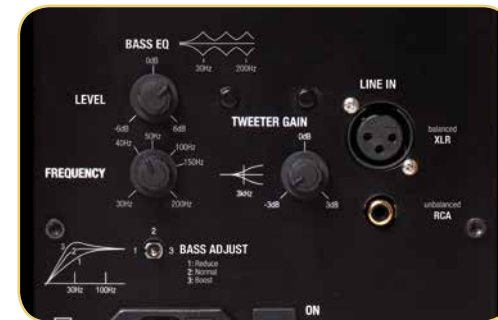 BASS EQ
0dB
30Hz 200Hz
LEVEL
-6dB 6dB
LINE IN
TWEETER GAIN
0dB
balanced
XLR
50Hz
40Hz 100Hz
150Hz
FREQUENCY
30Hz 200Hz
3kHz
-3dB 3dB
unbalanced
RCA
2
1 3 BASS ADJUST
1: Reduce
2: Normal
3: Boost
3
2
1
30Hz 100Hz
ON